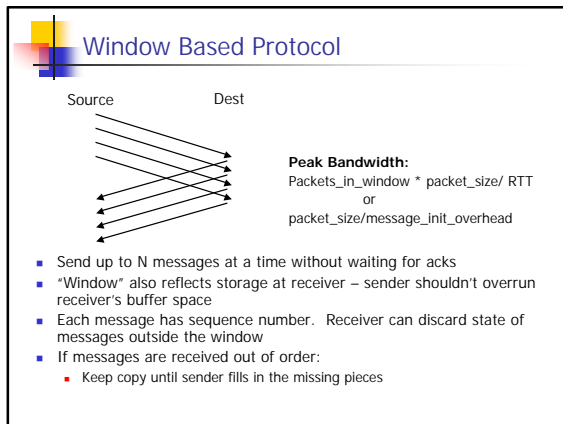 Window Based Protocol
Source Dest
Peak Bandwidth:
Packets_in_window * packet_size/ RTT
or
packet_size/message_init_overhead
Send up to N messages at a time without waiting for acks
“Window” also reflects storage at receiver – sender shouldn’t overrun
receiver’s buffer space
Each message has sequence number. Receiver can discard state of
messages outside the window
If messages are received out of order:
Keep copy until sender fills in the missing pieces